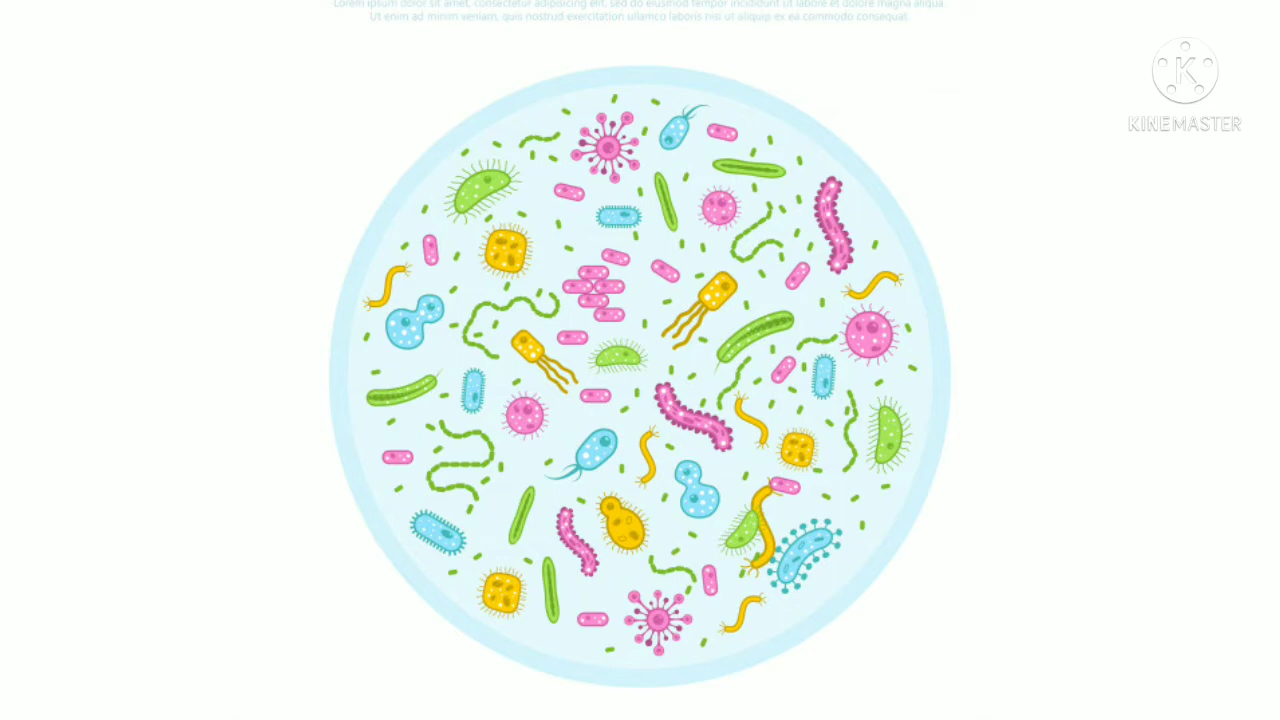 Lorem ipsum dolor sit amet, consectetur adipisicing elit, sed do eiusmod tempor incididunt ut labore et dolore magna aliqua.
Ut enim ad minim veniam, quis nostrud exercitation ullamco laboris nisi ut aliquip ex ea commodo consequat.
K
KINEMASTER